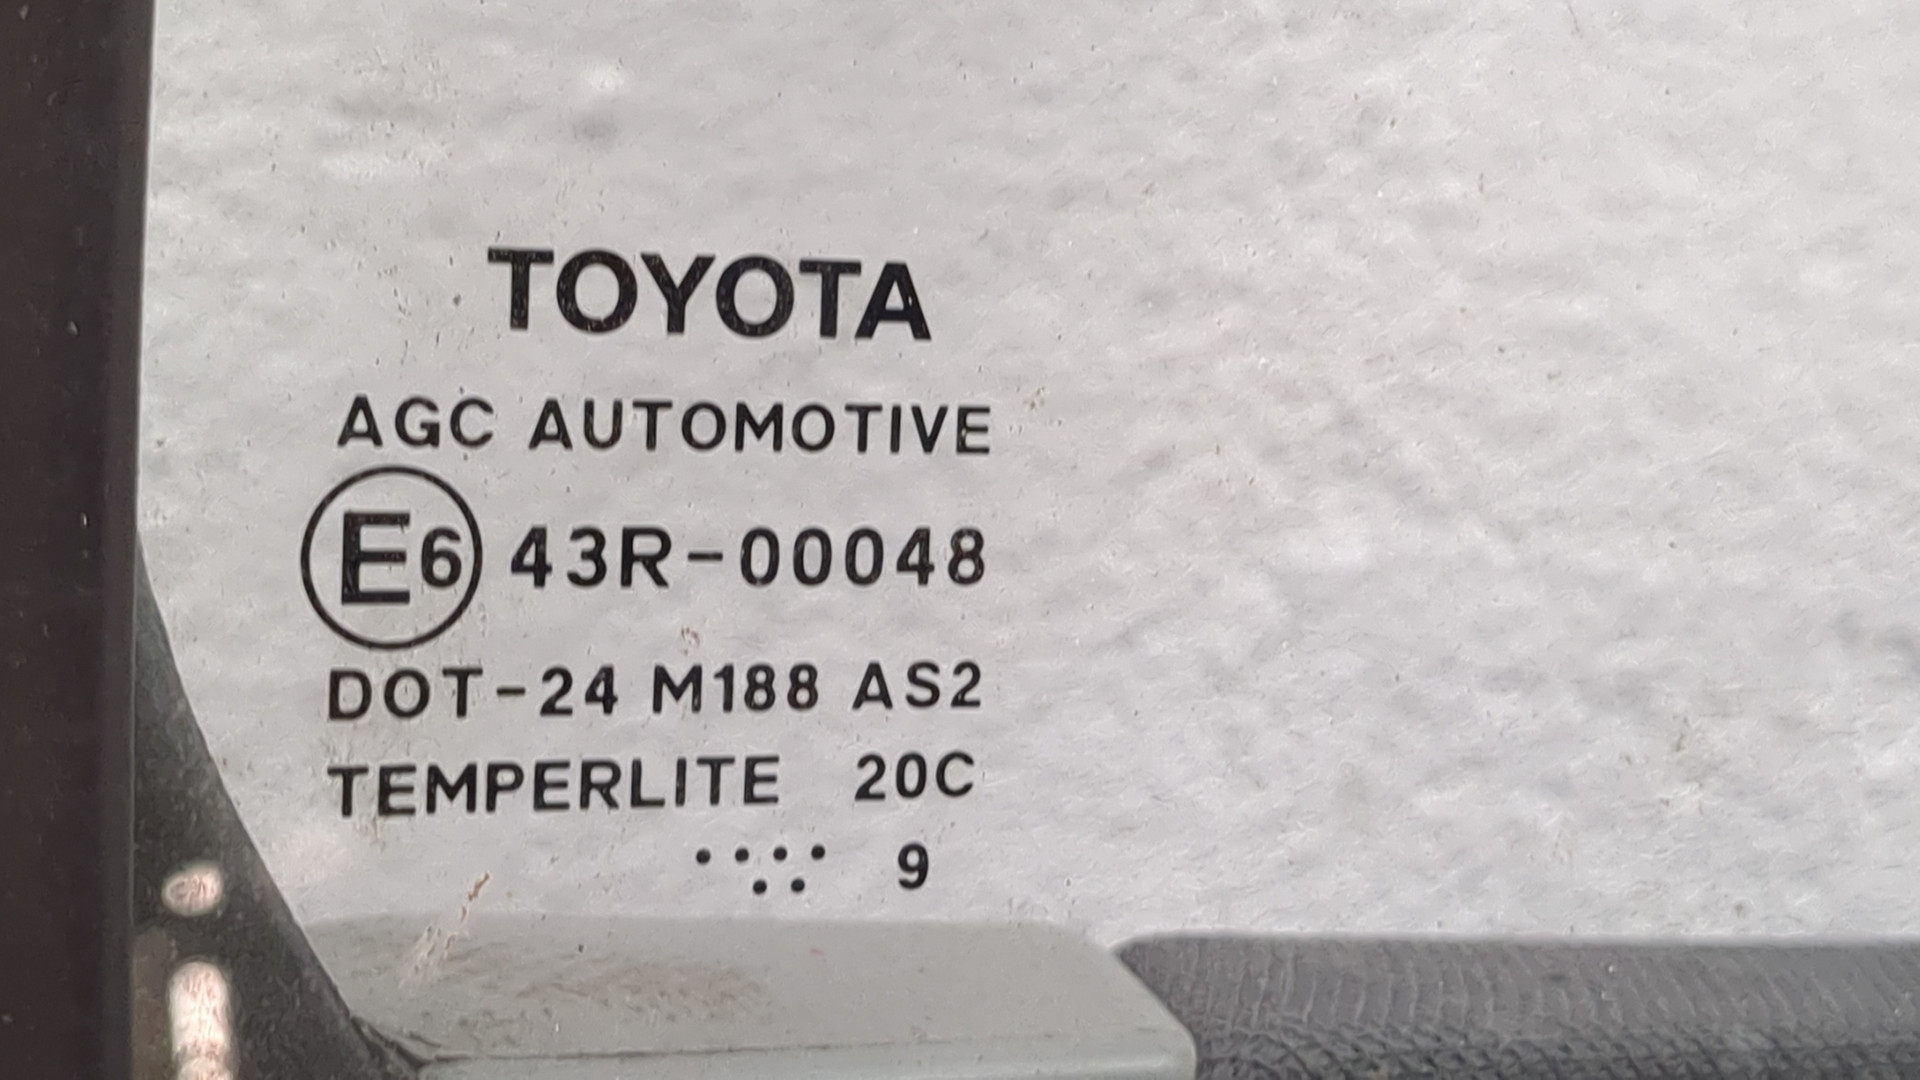 TOYOTA
AGC AUTOMOTIVE
E6 43R-00048
DOT-24 M188 AS2
TEMPERLITE 20C
9